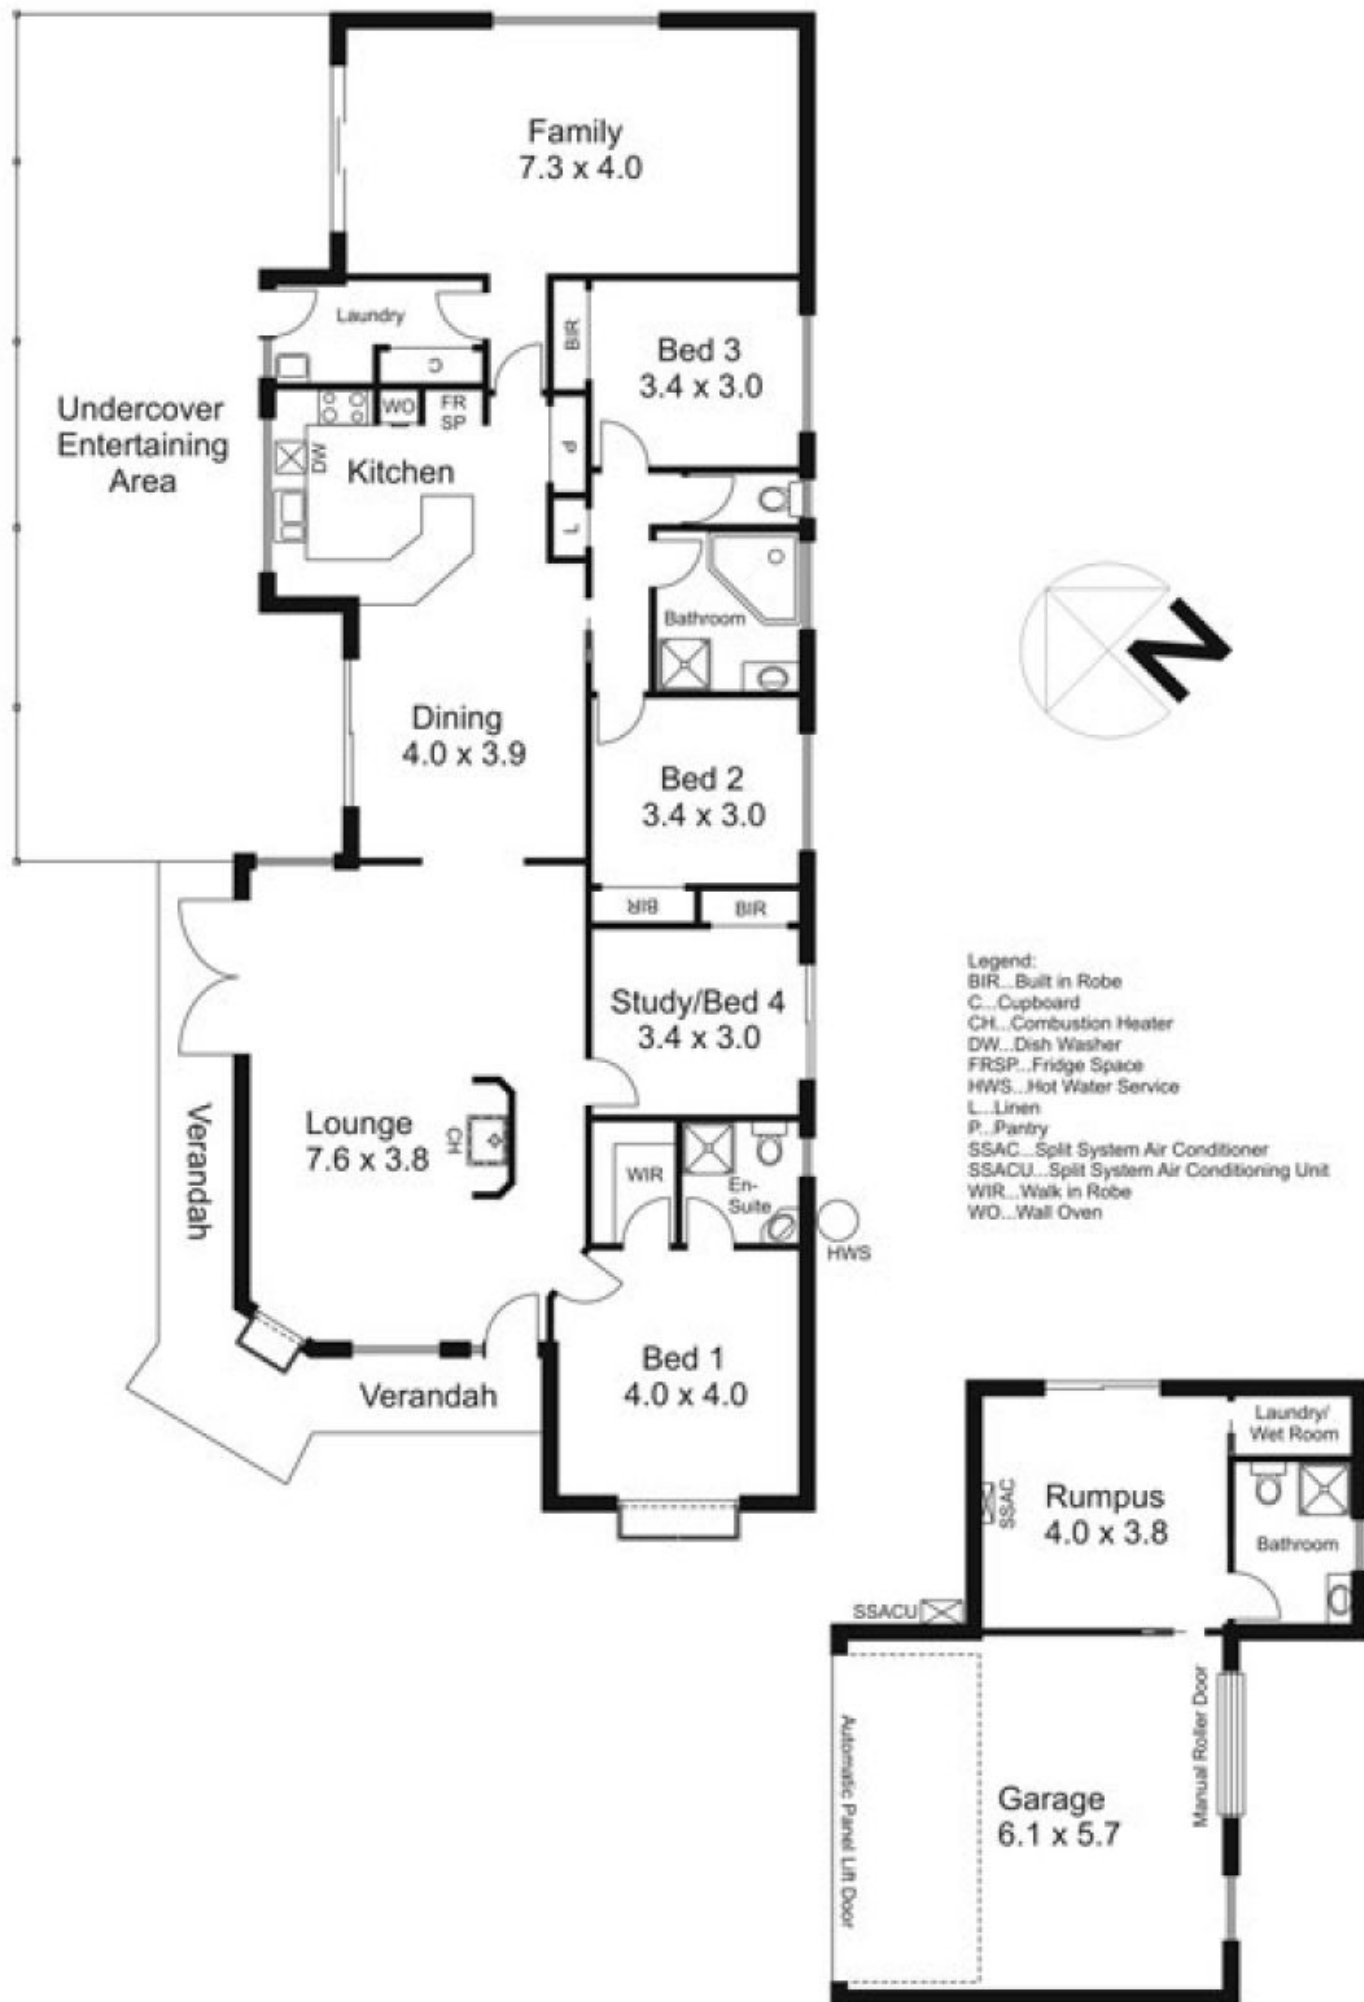 Family
7.3 x 4.0
Laundry
C
BIR
Bed 3
3.4 x 3.0
Undercover
Entertaining
Area
WO
FR
SP
DW
Kitchen
P
L
Bathroom
Dining
4.0 x 3.9
Bed 2
3.4 x 3.0
BIR
BIR
N
Study/Bed 4
3.4 x 3.0
Legend:
BIR...Built in Robe
C...Cupboard
CH...Combustion Heater
DW...Dish Washer
FRSP...Fridge Space
HWS...Hot Water Service
L...Linen
P...Pantry
SSAC...Split System Air Conditioner
SSACU...Split System Air Conditioning Unit
WIR...Walk in Robe
WO...Wall Oven
Verandah
Lounge
7.6 x 3.8
CH
WIR
En-
Suite
HWS
Bed 1
4.0 x 4.0
Verandah
Laundry/
Wet Room
SSAC
Rumpus
4.0 x 3.8
Bathroom
SSACU
Automatic Panel Lift Door
Manual Roller Door
Garage
6.1 x 5.7